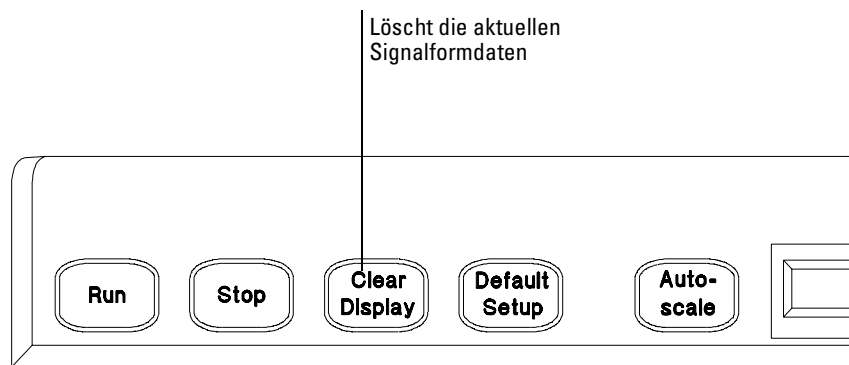 Löscht die aktuellen
Signalformdaten
Run
Stop
Clear
Display
Default
Setup
Auto-
scale